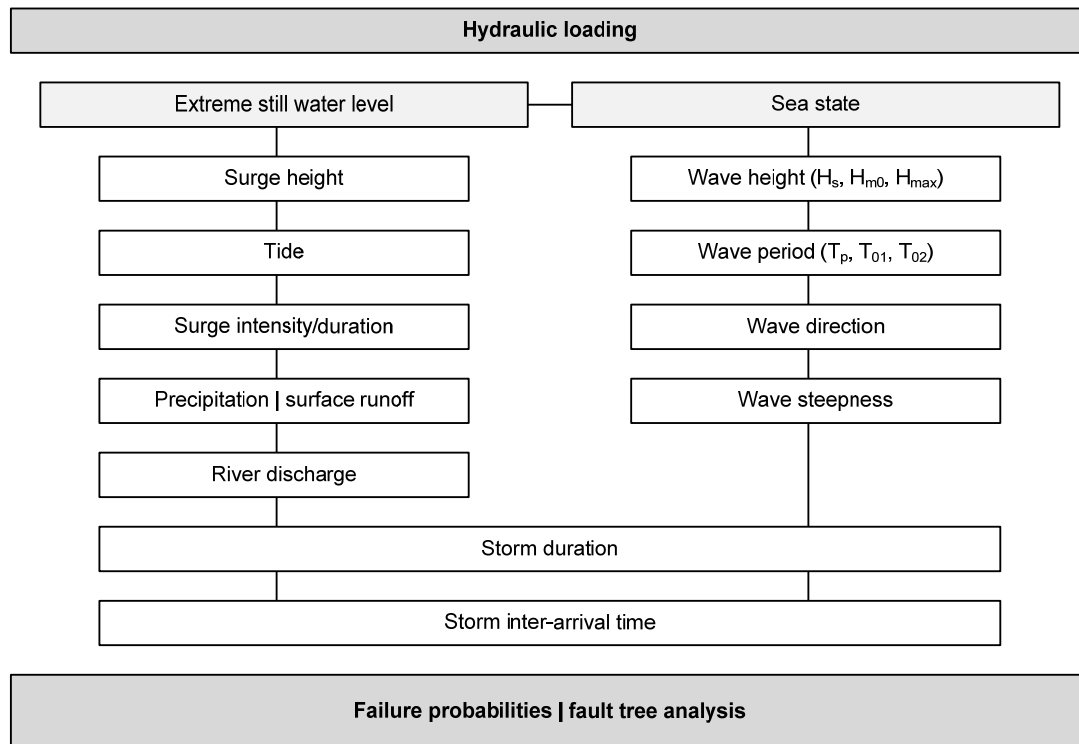 Hydraulic loading
Extreme still water level
Sea state
Surge height
Wave height (Hs, Hm0, Hmax)
Tide
Wave period (Tp, T01, T02)
Surge intensity/duration
Wave direction
Precipitation | surface runoff
Wave steepness
River discharge
Storm duration
Storm inter-arrival time
Failure probabilities | fault tree analysis